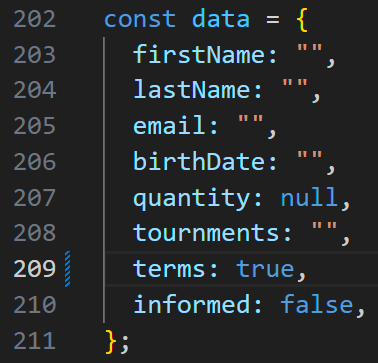 202 const data = {
203 firstName: "",
204 lastName: "",
205 email: "",
206 birthDate: "",
207 quantity: null,
208 tournments: "",
209 terms: true,
210 informed: false,
211 };